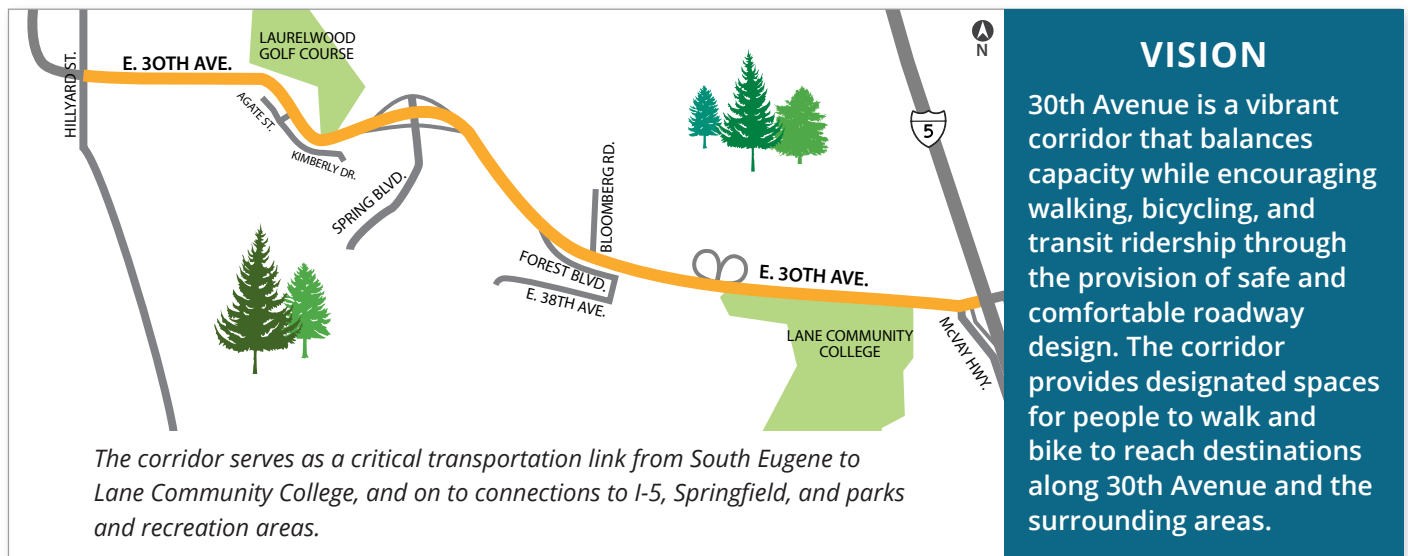 LAURELWOOD
GOLF COURSE
N
E. 30TH AVE.
HILLYARD ST.
AGATE ST.
KIMBERLY DR.
SPRING BLVD.
5
BLOOMBERG RD.
FOREST BLVD.
E. 38TH AVE.
E. 30TH AVE.
LANE COMMUNITY
COLLEGE
McVAY HWY.
The corridor serves as a critical transportation link from South Eugene to
Lane Community College, and on to connections to I-5, Springfield, and parks
and recreation areas.
VISION
30th Avenue is a vibrant
corridor that balances
capacity while encouraging
walking, bicycling, and
transit ridership through
the provision of safe and
comfortable roadway
design. The corridor
provides designated spaces
for people to walk and
bike to reach destinations
along 30th Avenue and the
surrounding areas.